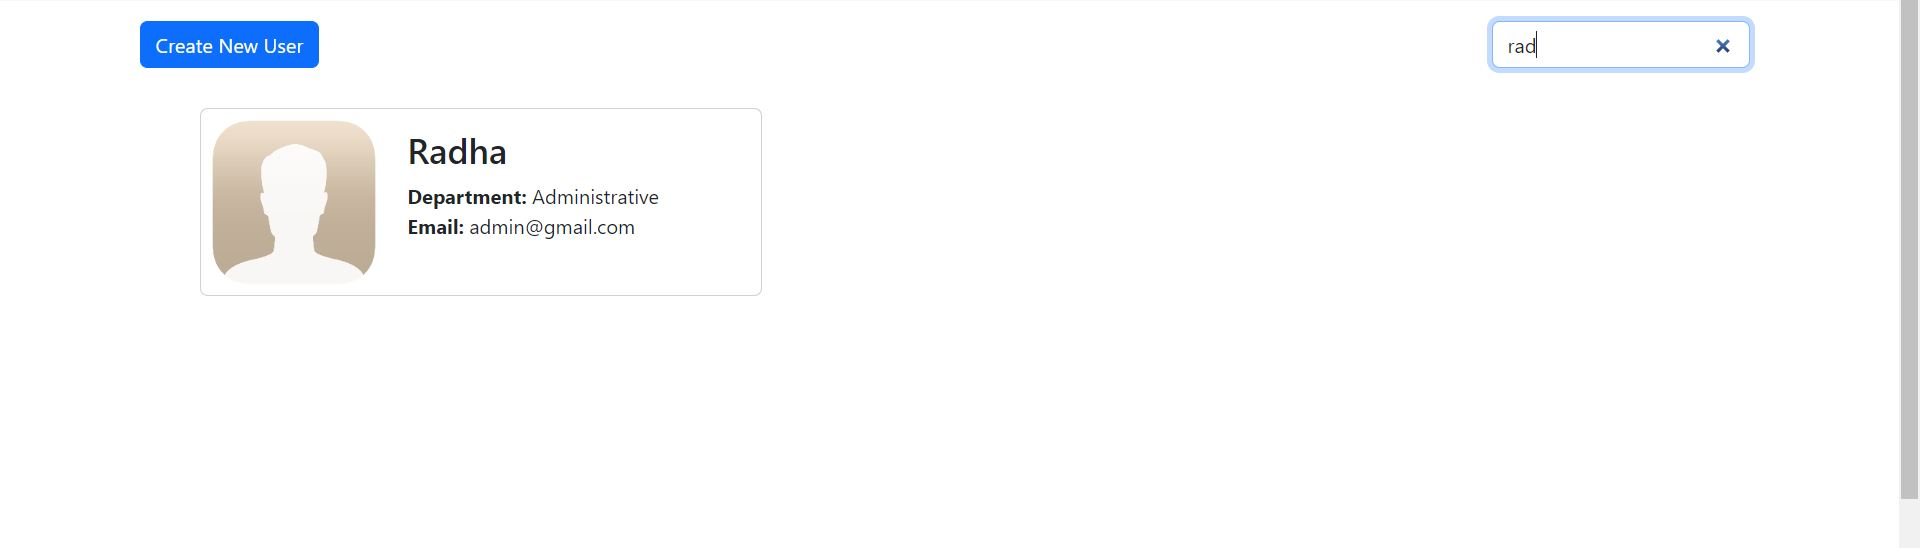 Create New User
rad
Radha
Department: Administrative
Email: admin@gmail.com